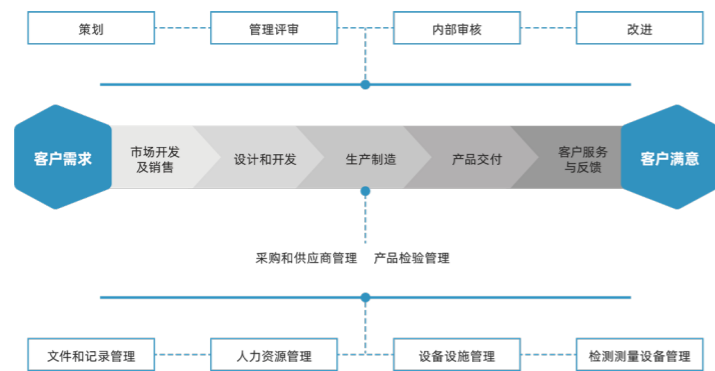 策划
管理评审
内部审核
改进
客户需求
市场开发
及销售
设计和开发
生产制造
产品交付
客户服务
与反馈
客户满意
采购和供应商管理 产品检验管理
文件和记录管理
人力资源管理
设备设施管理
检测测量设备管理